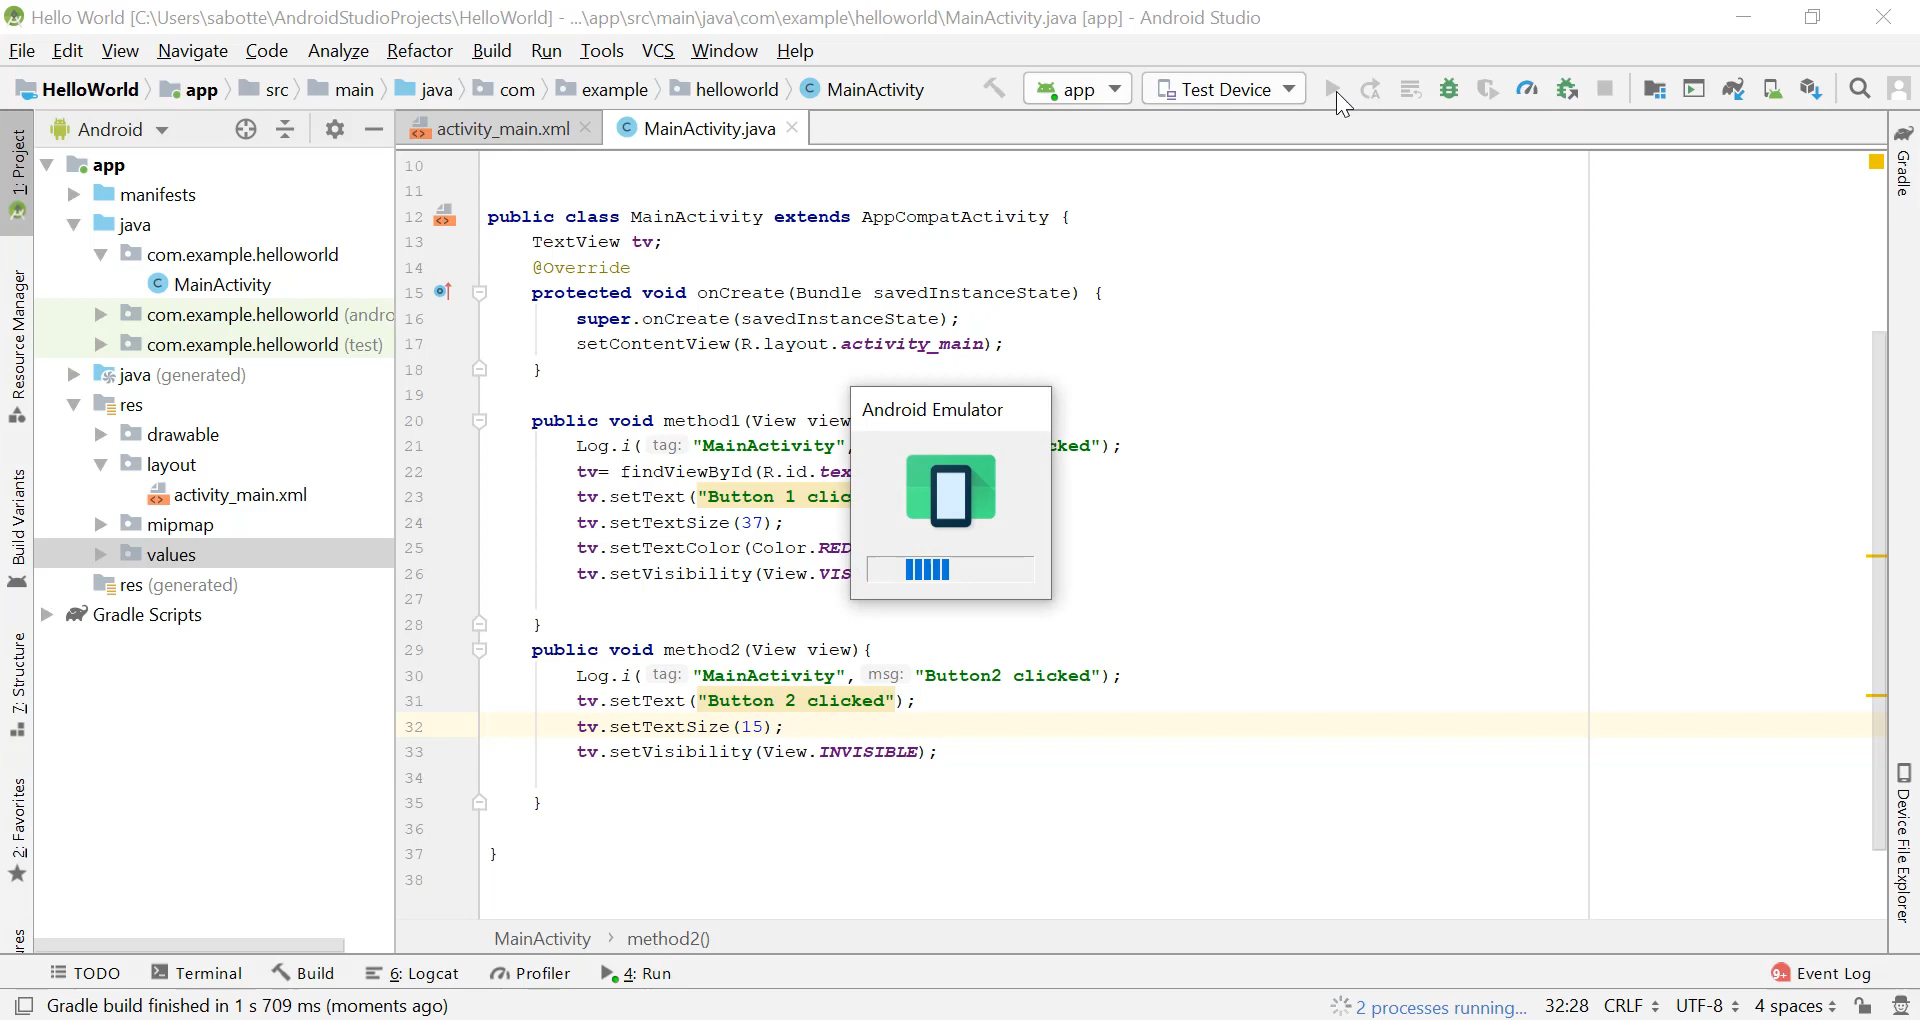 Hello World [C:\Users\sabotte\AndroidStudioProjects\HelloWorld] - ...\app\src\main\java\com\example\helloworld\MainActivity.java [app] - Android Studio
File Edit View Navigate Code Analyze Refactor Build Run Tools VCS Window Help
HelloWorld app src main java com example helloworld MainActivity app Test Device
Android activity_main.xml MainActivity.java
1: Project
Resource Manager
Build Variants
7: Structure
2: Favorites
app
manifests
java
com.example.helloworld
MainActivity
com.example.helloworld (andro
com.example.helloworld (test)
java (generated)
res
drawable
layout
activity_main.xml
mipmap
values
res (generated)
Gradle Scripts
10
11
12 public class MainActivity extends AppCompatActivity {
13 TextView tv;
14 @Override
15 protected void onCreate(Bundle savedInstanceState) {
16 super.onCreate(savedInstanceState);
17 setContentView(R.layout.activity_main);
18 }
19
20 public void method1(View view
21 Log.i( tag: "MainActivity", cked");
22 tv= findViewById(R.id.tex
23 tv.setText("Button 1 clic
24 tv.setTextSize(37);
25 tv.setTextColor(Color.RED
26 tv.setVisibility(View.VIS
27
28 }
29 public void method2(View view){
30 Log.i( tag: "MainActivity", msg: "Button2 clicked");
31 tv.setText("Button 2 clicked");
32 tv.setTextSize(15);
33 tv.setVisibility(View.INVISIBLE);
34
35 }
36
37 }
38
Android Emulator
Gradle
Device File Explorer
MainActivity › method2()
TODO Terminal Build 6: Logcat Profiler 4: Run 9+ Event Log
Gradle build finished in 1 s 709 ms (moments ago) 2 processes running... 32:28 CRLF UTF-8 4 spaces